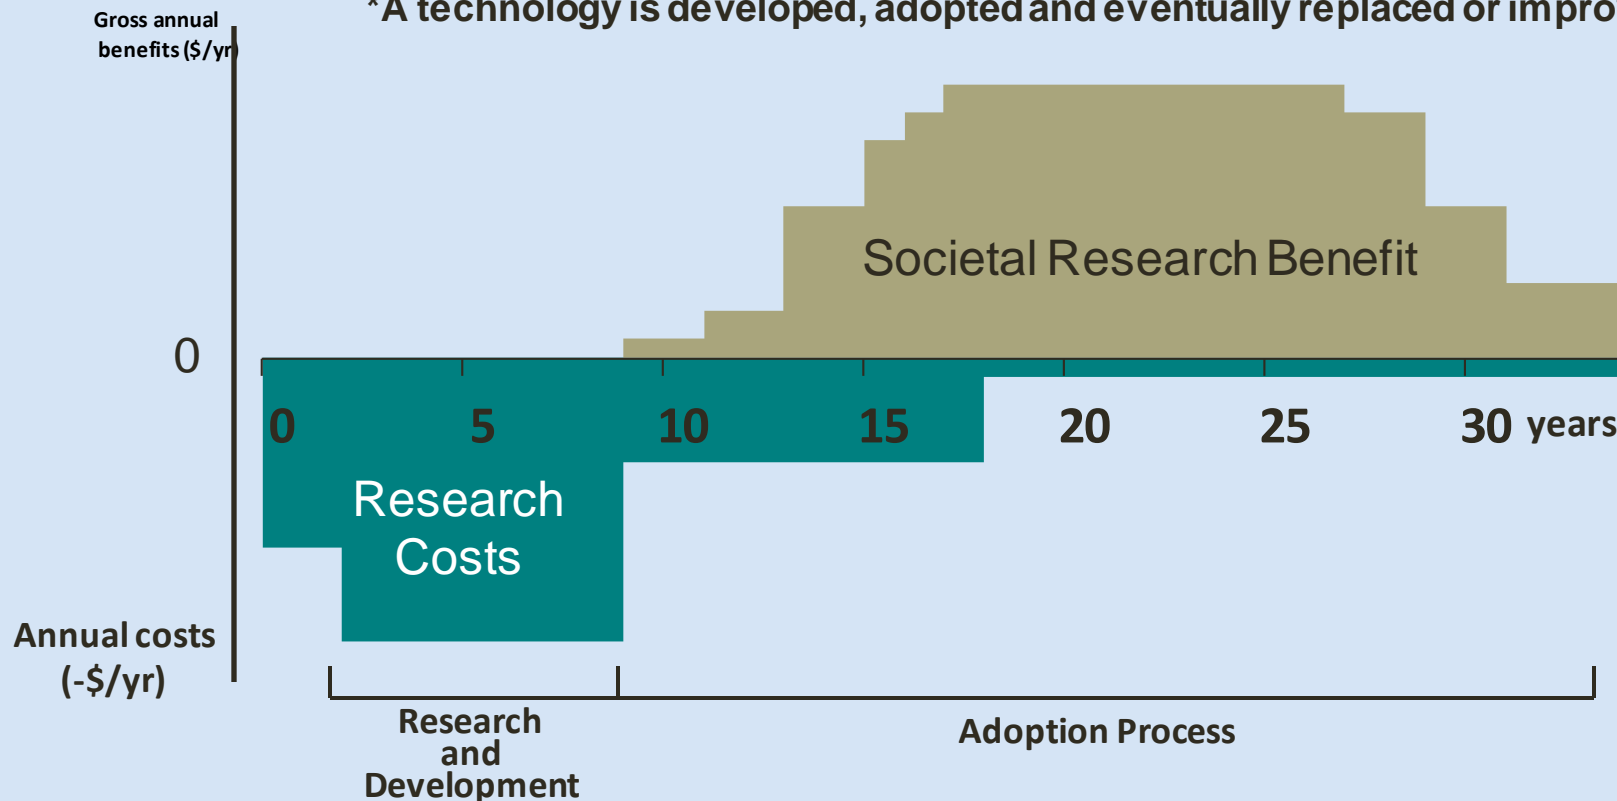 *A technology is developed, adopted and eventually replaced or impro
Gross annual
benefits ($/yr)
Societal Research Benefit
0
0 5 10 15 20 25 30 years
Research
Costs
Annual costs
(-$/yr)
Research
and
Development
Adoption Process